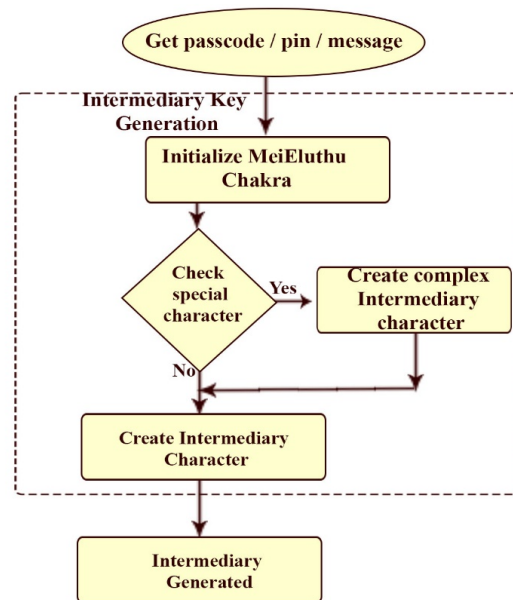 Get passcode / pin / message
Intermediary Key
Generation
Initialize MeiEluthu
Chakra
Check
special
character
Yes
Create complex
Intermediary
character
No
Create Intermediary
Character
Intermediary
Generated